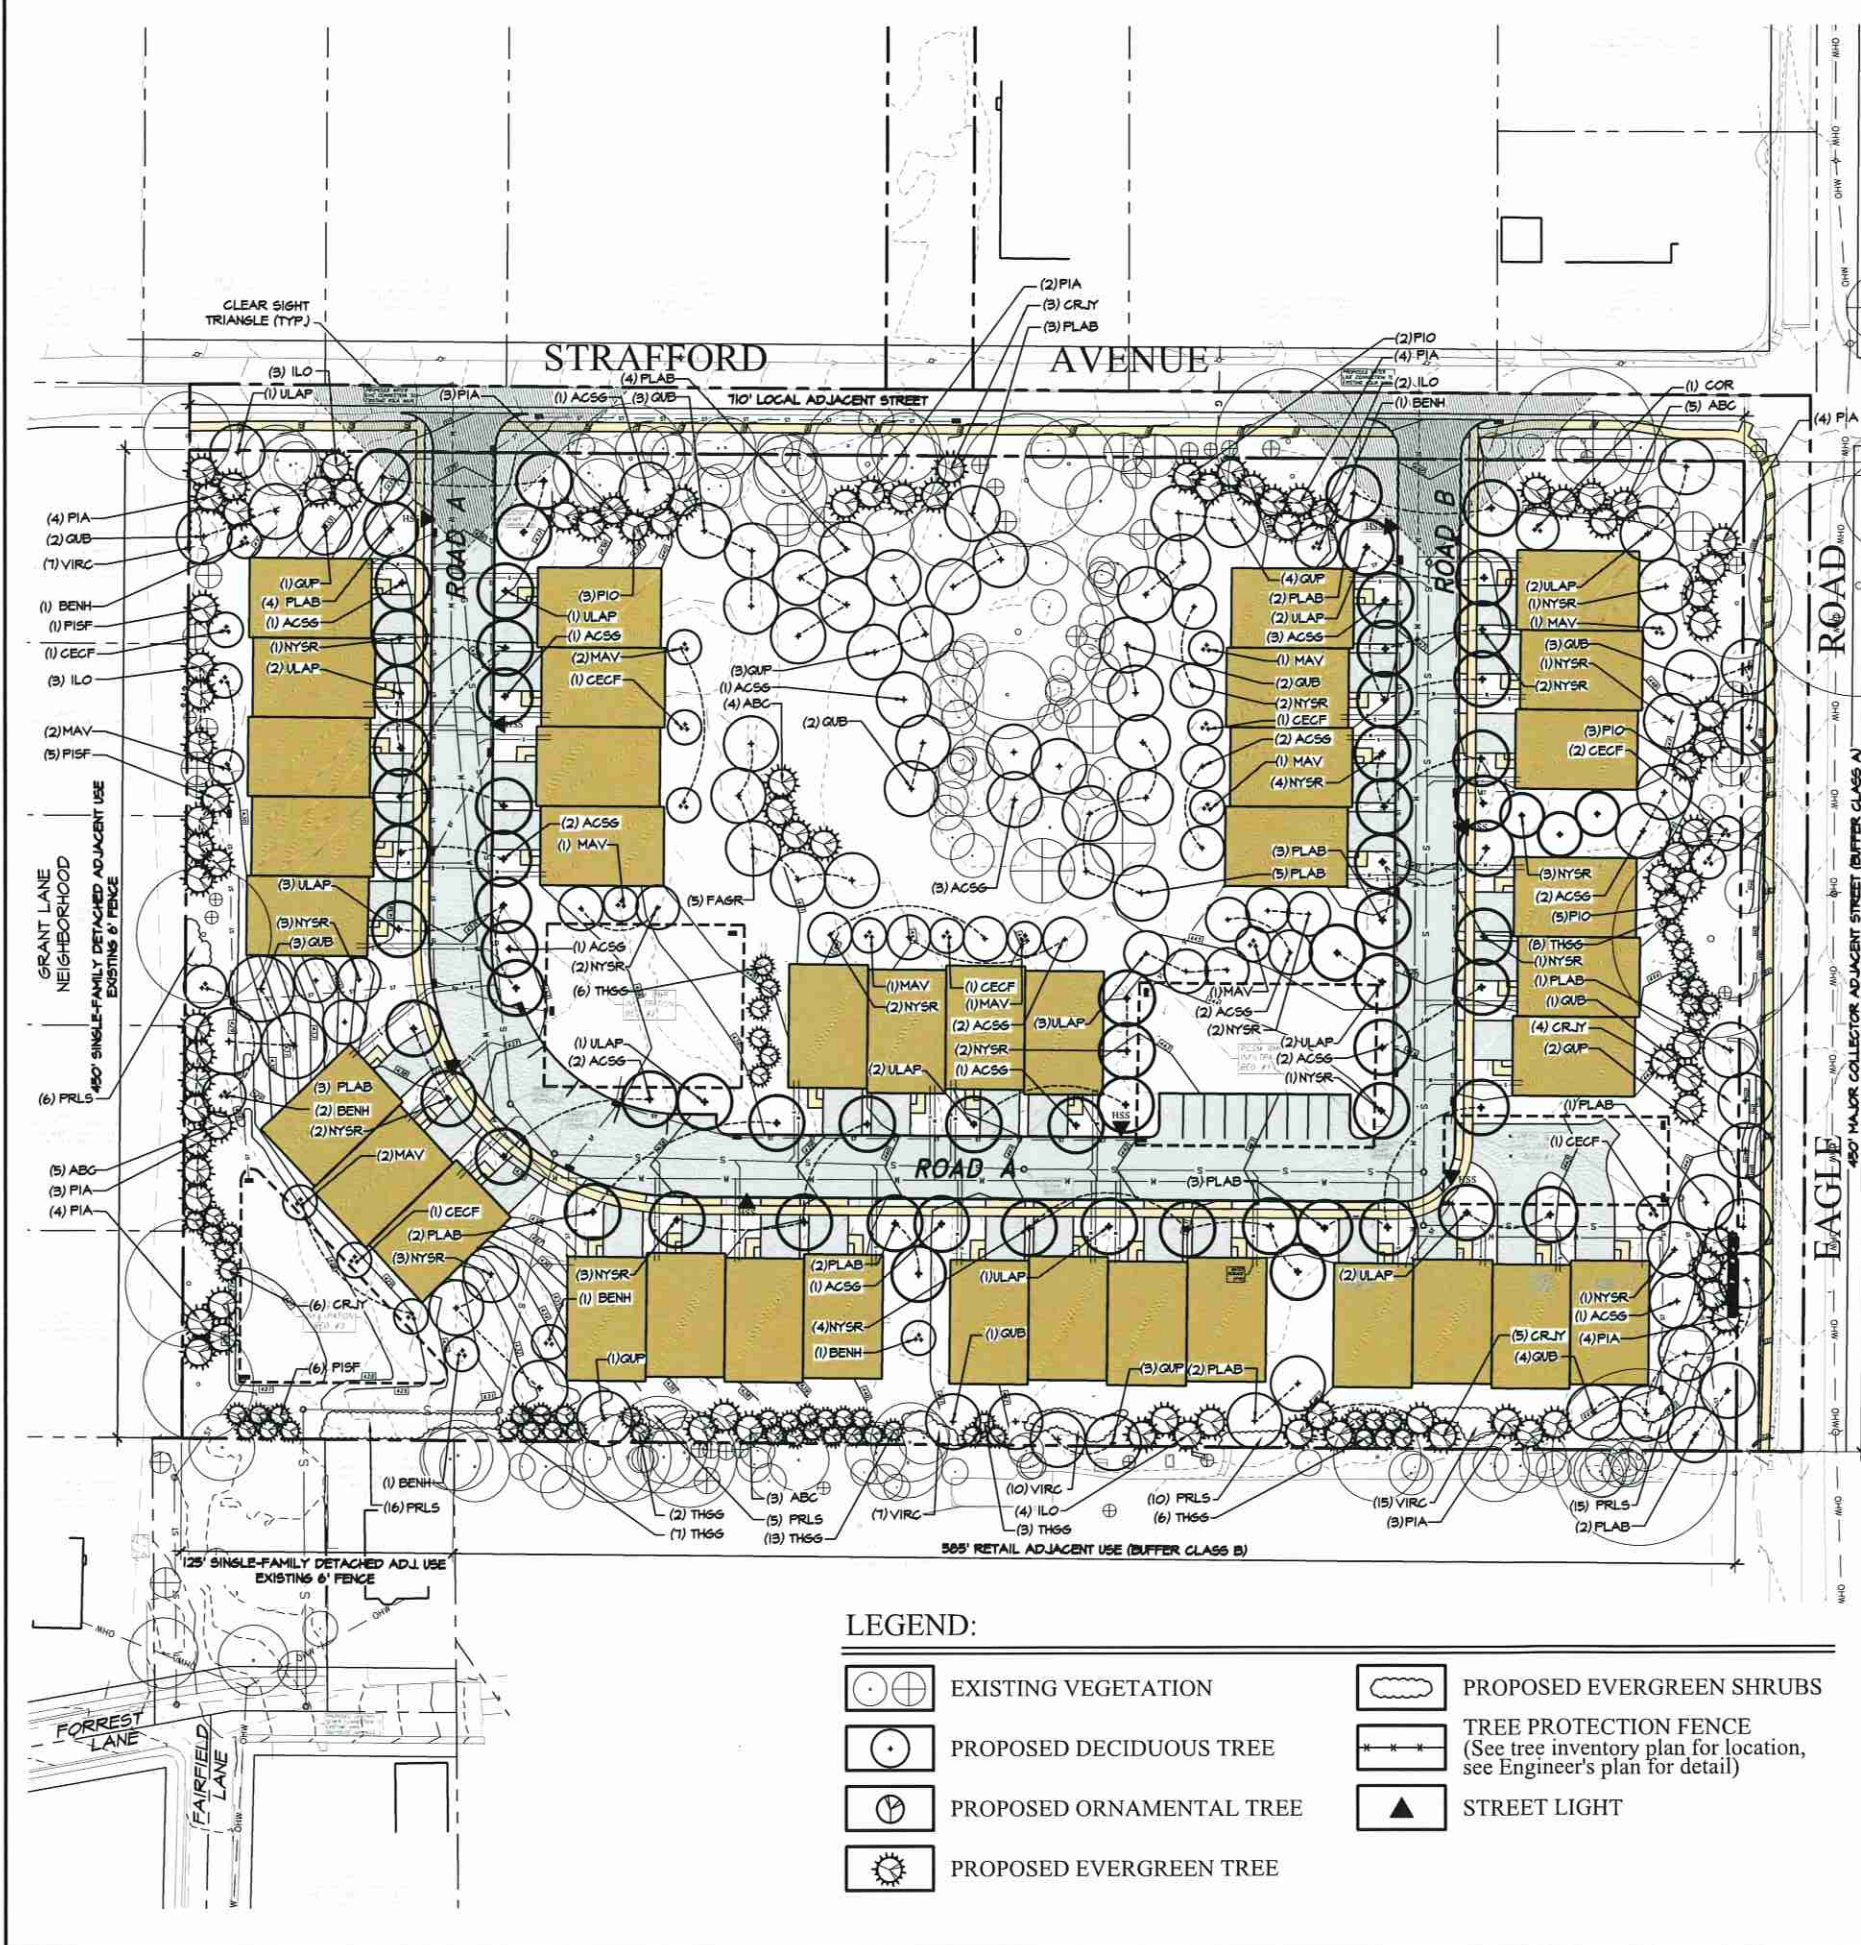 (2)PIA
(3) CRJY
(3) PLAB
CLEAR SIGHT
TRIANGLE (TYP.)
STRAFFORD AVENUE
(2)PIO
(4) PIA
(2) ILO
(1) BENH
(3) ILO
(1) ULAP
(3)PIA
(1) ACSG
(4) PLAB
(3) QUB
710' LOCAL ADJACENT STREET
(1) COR
(5) ABC
(4) PIA
(4) PIA
(2) QUB
(7) VIRC
(1) BENH
(1) PISF
(1) CECF
(3) ILO
(2)MAV
(5) PISF
(1) QUP
(4) PLAB
(1) ACSG
(1)NYSR
(2) ULAP
ROAD "A"
(3)PIO
(1) ULAP
(1) ACSG
(2)MAV
(1) CECF
(3)QUP
(1) ACSG
(4) ABC
(2) QUB
(4) QUP
(2) PLAB
(2) ULAP
(3) ACSG
(1) MAV
(2) QUB
(2)NYSR
(1) CECF
(2) ACSG
(1) MAV
(4)NYSR
HSS
ROAD B
(2)ULAP
(1)NYSR
(1) MAV
(3) QUB
(1)NYSR
(2)NYSR
(3)PIO
(2) CECF
EAGLE ROAD
450' MAJOR COLLECTOR ADJACENT STREET (BUFFER CLASS A)
GRANT LANE
NEIGHBORHOOD
450' SINGLE-FAMILY DETACHED ADJACENT USE
EXISTING 6' FENCE
(2) ACSG
(1) MAV
(5) FAGR
(3) ACSG
(3) PLAB
(5) PLAB
(3)NYSR
(2) ACSG
(5)PIO
(8) THGG
(1)NYSR
(1) PLAB
(1) QUB
(4) CRJY
(2) QUP
(3) ULAP
(3)NYSR
(3) QUB
(1) ACSG
(2)NYSR
(6) THGG
(1) ULAP
(2) ACSG
(1)MAV
(2)NYSR
(1) CECF
(1)MAV
(2) ACSG
(3)ULAP
(2)NYSR
(2) ULAP
(1) ACSG
(1)MAV
(2) ACSG
(2)NYSR
(2)ULAP
(2) ACSG
(1)NYSR
(6) PRLS
(3) PLAB
(2) BENH
(2)NYSR
(2)MAV
HSS
(1) PLAB
(1) CECF
(5) ABC
(3) PIA
(4) PIA
ROAD A
(3) PLAB
HSS
(1) CECF
(2) PLAB
(3)NYSR
(6) CRJY
(6) PISF
(3)NYSR
(1) BENH
(1)QUP
(2)PLAB
(1) ACSG
(4)NYSR
(1) BENH
(1)ULAP
(1)QUB
(3)QUP
(2) PLAB
(2) ULAP
(1)NYSR
(1) ACSG
(5) CRJY
(4)PIA
(4)QUB
(1) BENH
(16) PRLS
(2) THGG
(7) THGG
(3) ABC
(5) PRLS
(13) THGG
(7) VIRC
(10) VIRC
(4) ILO
(3) THGG
(10) PRLS
(6) THGG
(15) VIRC
(3)PIA
(15) PRLS
(2) PLAB
125' SINGLE-FAMILY DETACHED ADJ. USE
EXISTING 6' FENCE
585' RETAIL ADJACENT USE (BUFFER CLASS B)
FORREST
LANE
FAIRFIELD
LANE
LEGEND:
EXISTING VEGETATION
PROPOSED DECIDUOUS TREE
PROPOSED ORNAMENTAL TREE
PROPOSED EVERGREEN TREE
PROPOSED EVERGREEN SHRUBS
TREE PROTECTION FENCE
(See tree inventory plan for location,
see Engineer's plan for detail)
STREET LIGHT